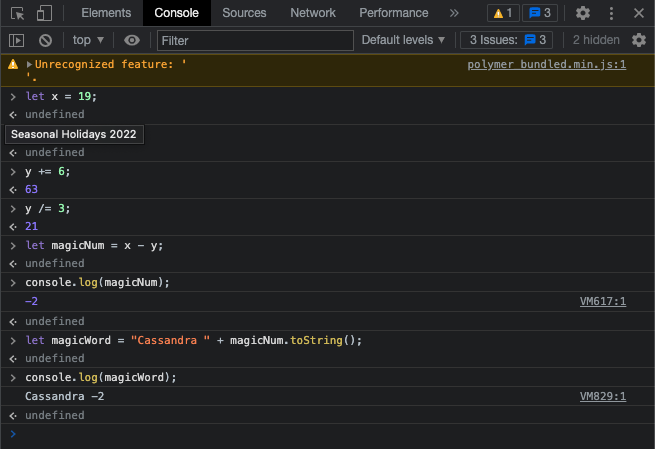 Elements Console Sources Network Performance » 1 3
top ▼ Filter Default levels ▼ 3 Issues: 3 2 hidden
Unrecognized feature: ' polymer_bundled.min.js:1
'.
> let x = 19;
undefined
Seasonal Holidays 2022
undefined
> y += 6;
63
> y /= 3;
21
> let magicNum = x - y;
undefined
> console.log(magicNum);
-2 VM617:1
undefined
> let magicWord = "Cassandra " + magicNum.toString();
undefined
> console.log(magicWord);
Cassandra -2 VM829:1
undefined
>